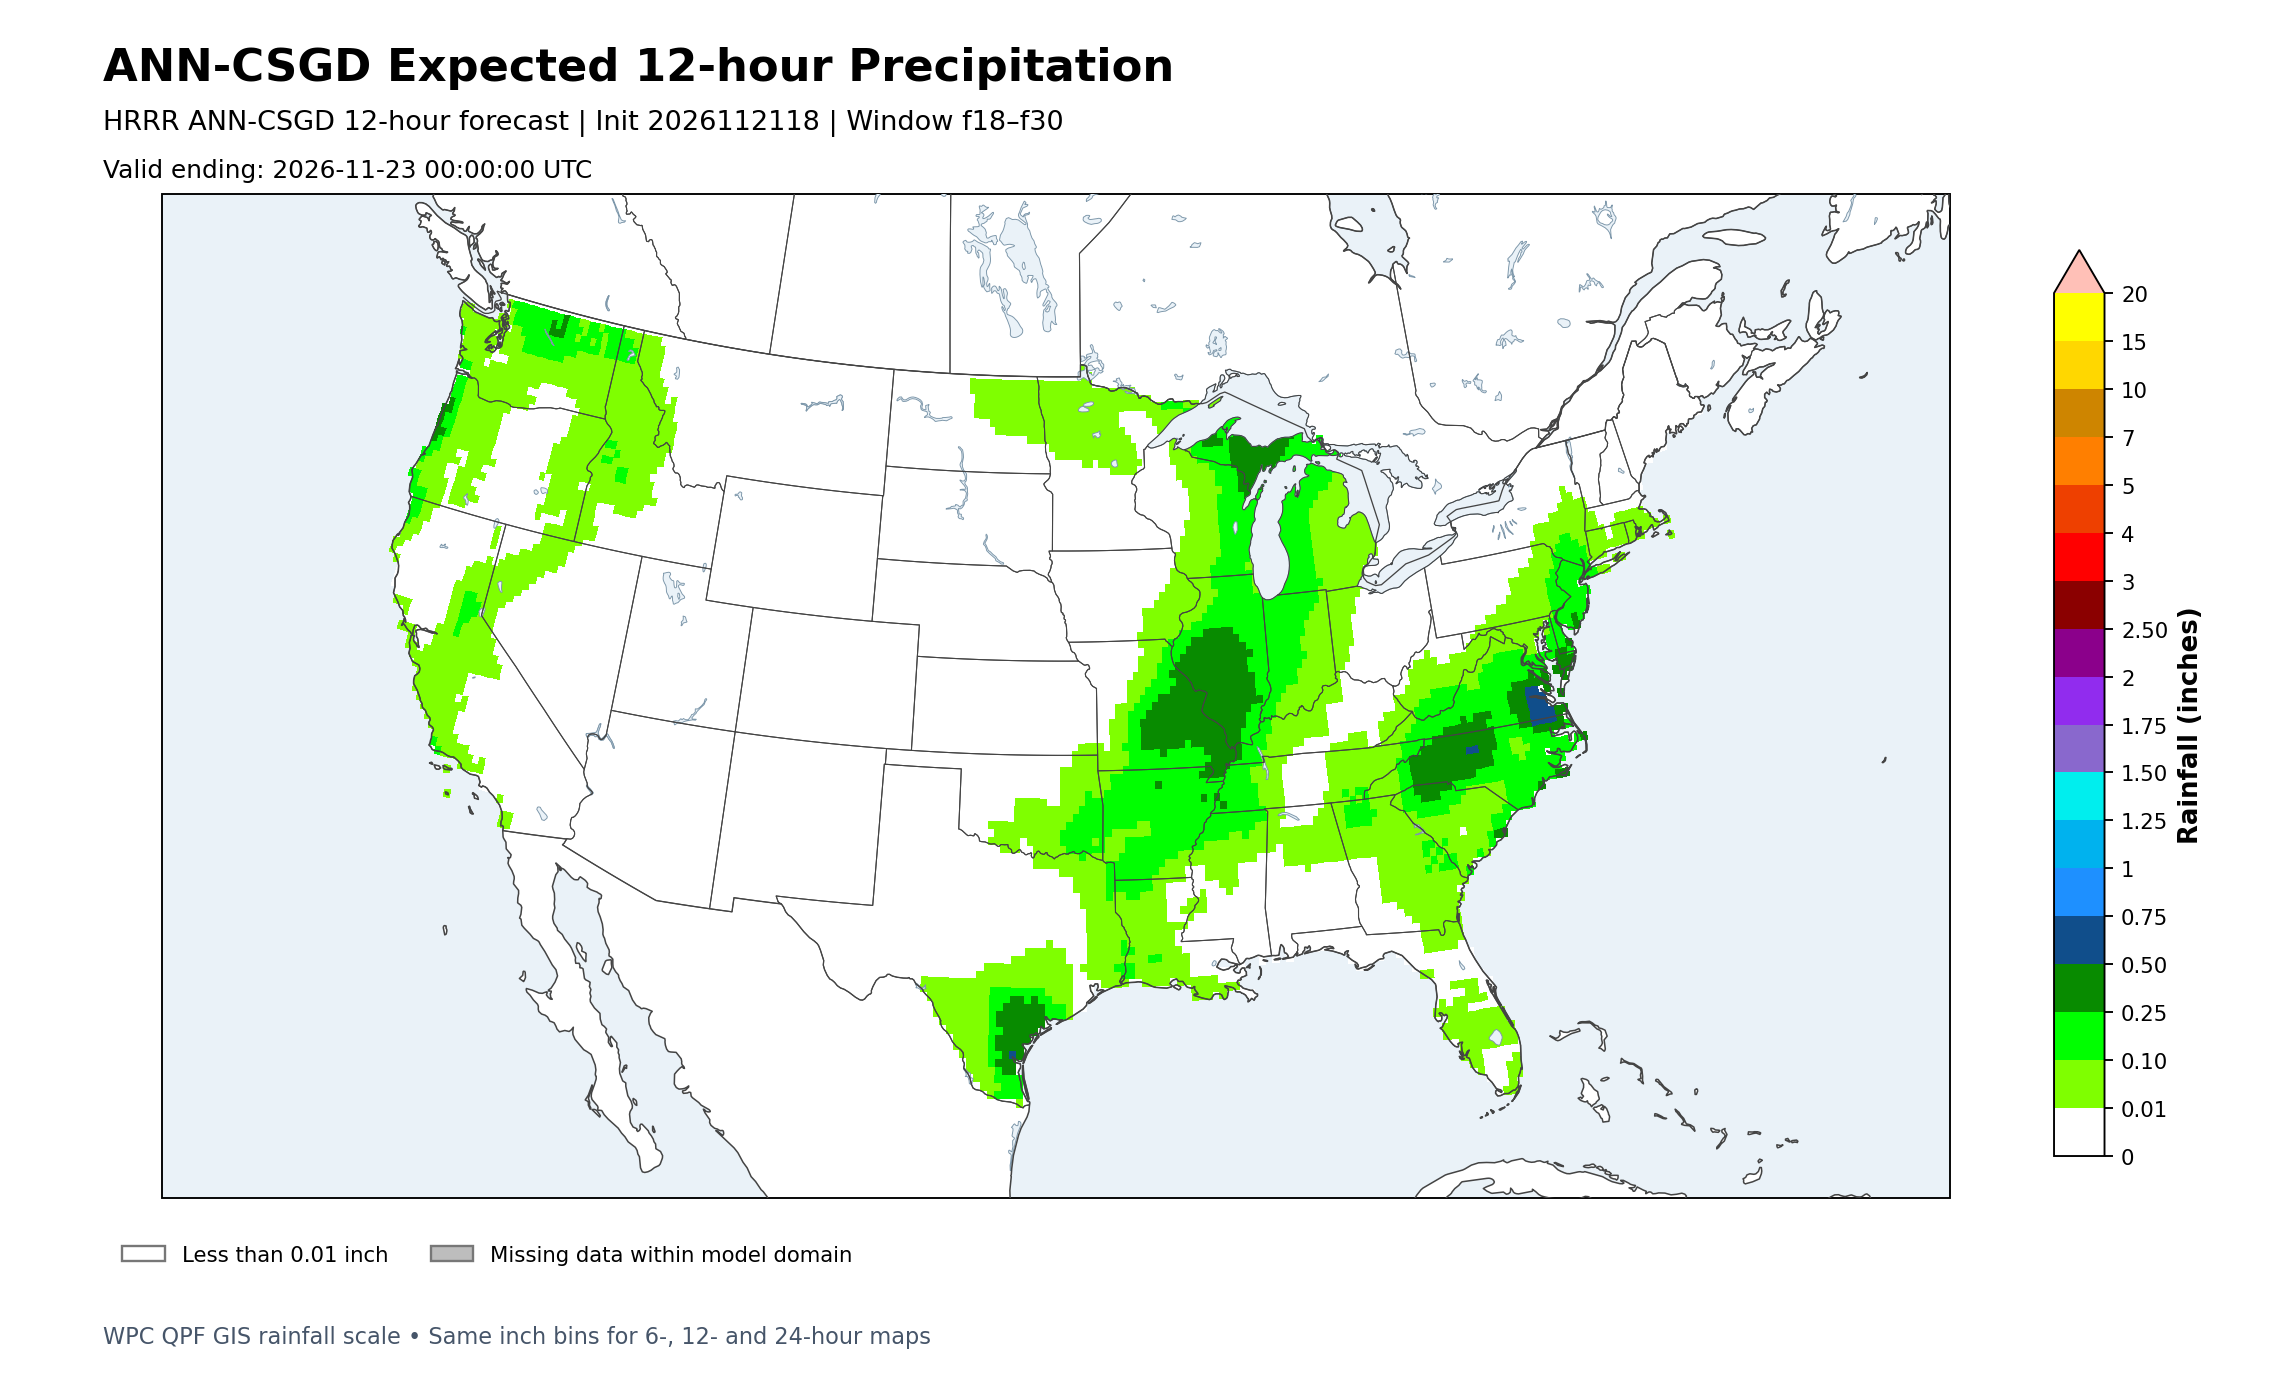 ANN-CSGD Expected 12-hour Precipitation
HRRR ANN-CSGD 12-hour forecast | Init 2026112118 | Window f18–f30
Valid ending: 2026-11-23 00:00:00 UTC
20
15
10
7
5
4
3
2.50
2
1.75
1.50
1.25
1
0.75
0.50
0.25
0.10
0.01
0
Rainfall (inches)
Less than 0.01 inch
Missing data within model domain
WPC QPF GIS rainfall scale • Same inch bins for 6-, 12- and 24-hour maps